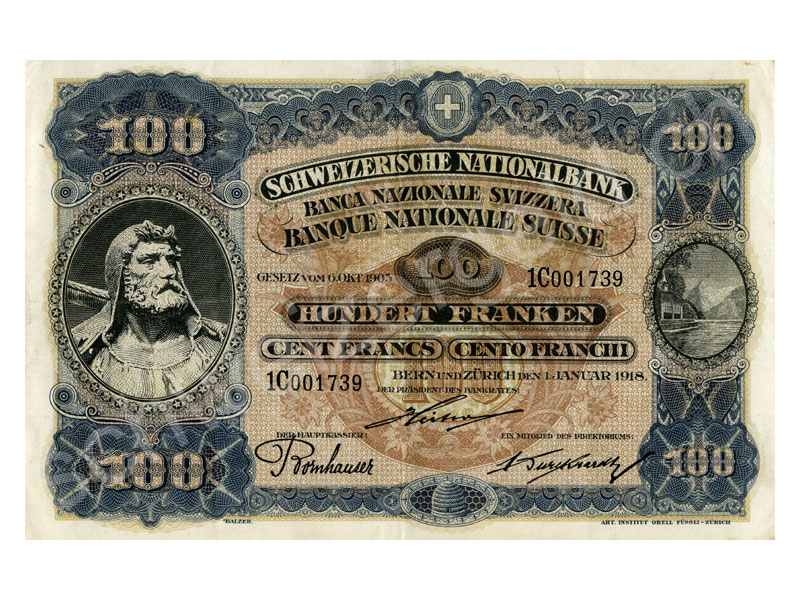 100 100
SCHWEIZERISCHE NATIONALBANK
BANCA NAZIONALE SVIZZERA
BANQUE NATIONALE SUISSE
100
GESETZ VOM 6. OKT. 1905 1C001739
HUNDERT FRANKEN
CENT FRANCS CENTO FRANCHI
1C001739 BERN UND ZÜRICH DEN 1. JANUAR 1918.
DER PRÄSIDENT DES BANKRATES:
DER HAUPTKASSIER: EIN MITGLIED DES DIREKTORIUMS:
Bornhauser Burckhardt
100 100
BALZER. ART. INSTITUT ORELL FÜSSLI - ZÜRICH